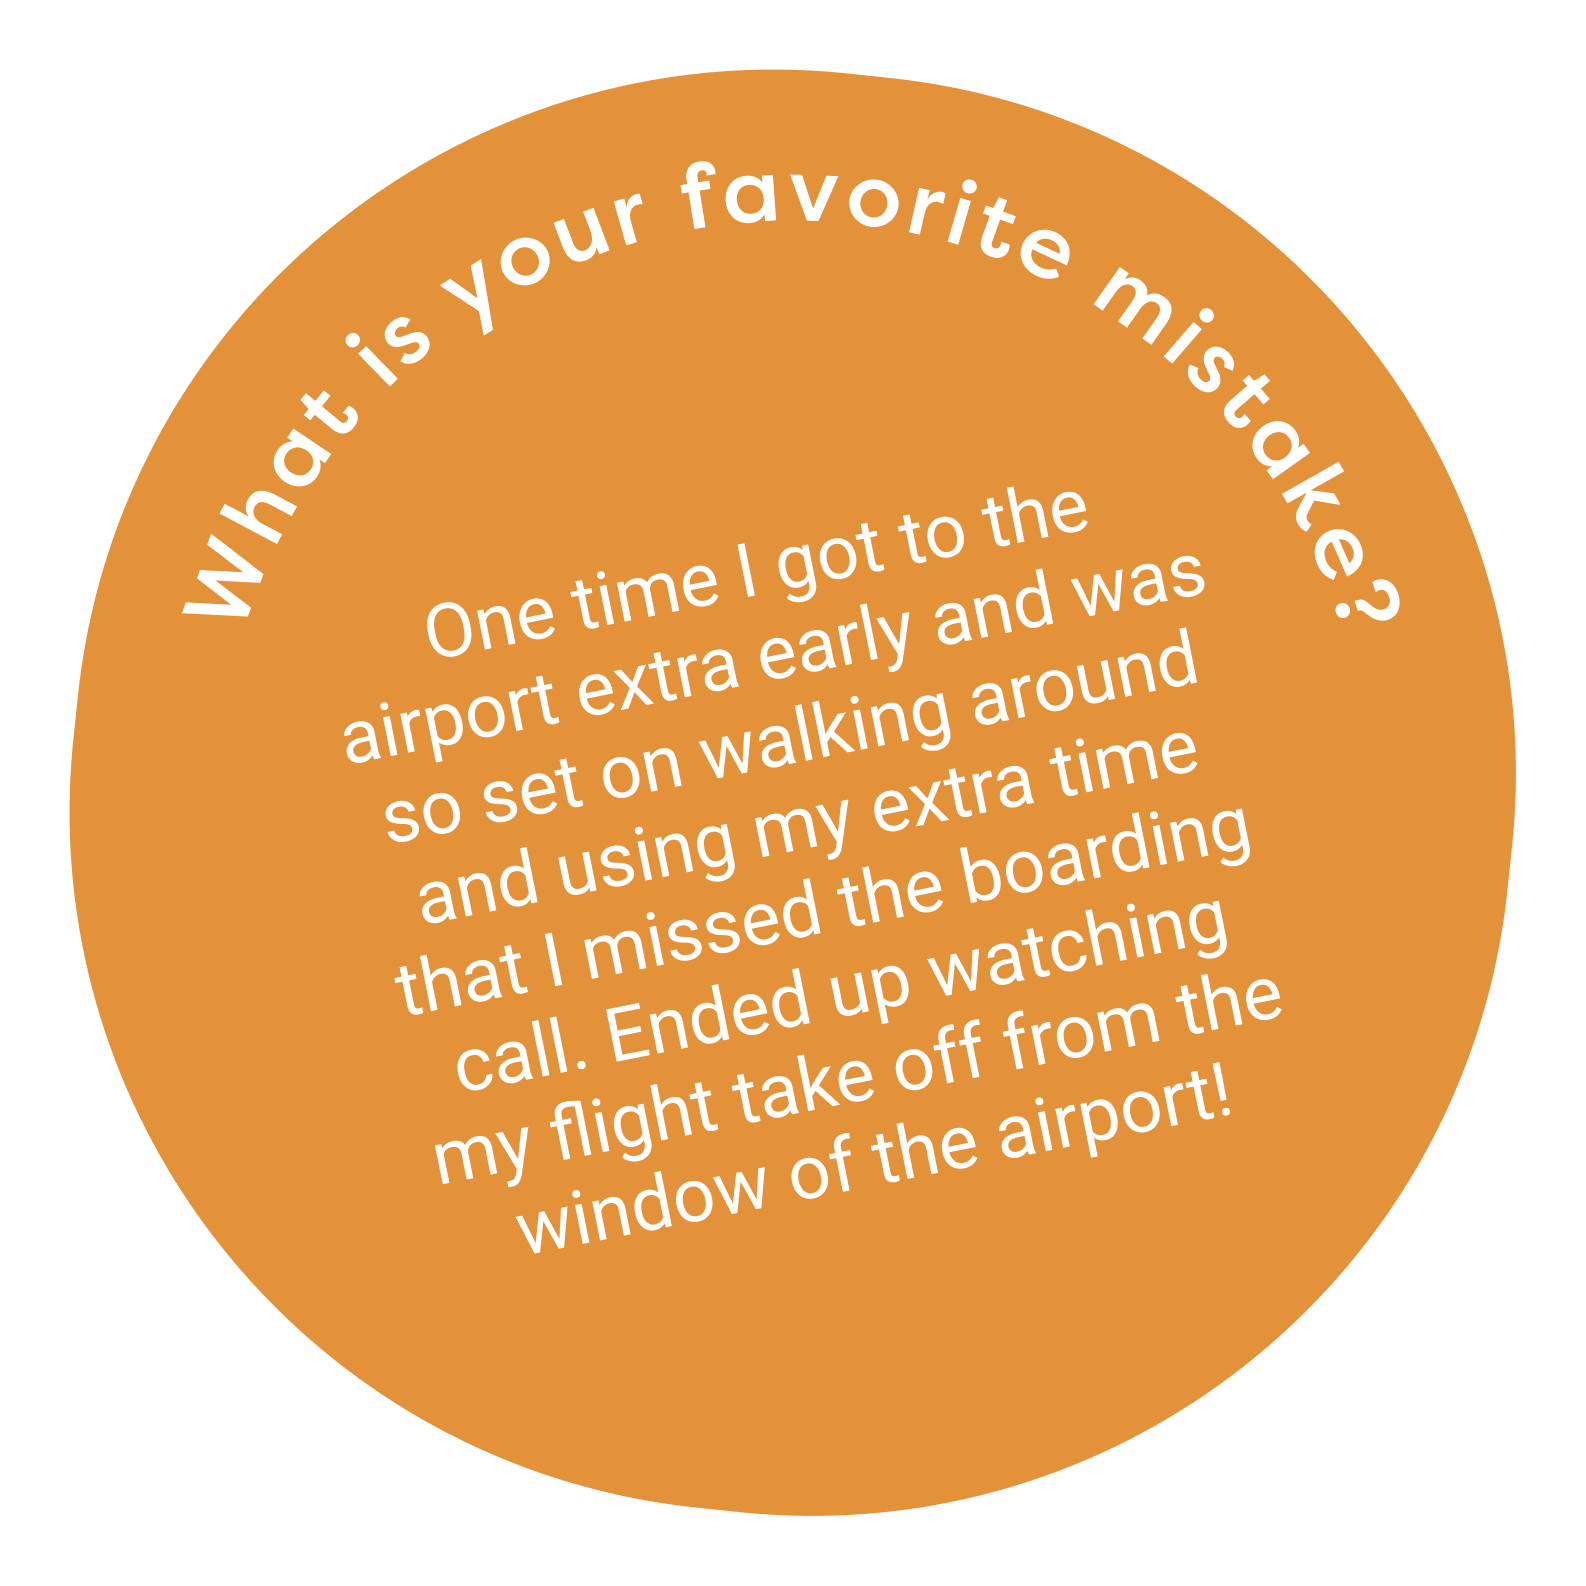 What is your favorite mistake?
One time I got to the
airport extra early and was
so set on walking around
and using my extra time
that I missed the boarding
call. Ended up watching
my flight take off from the
window of the airport!